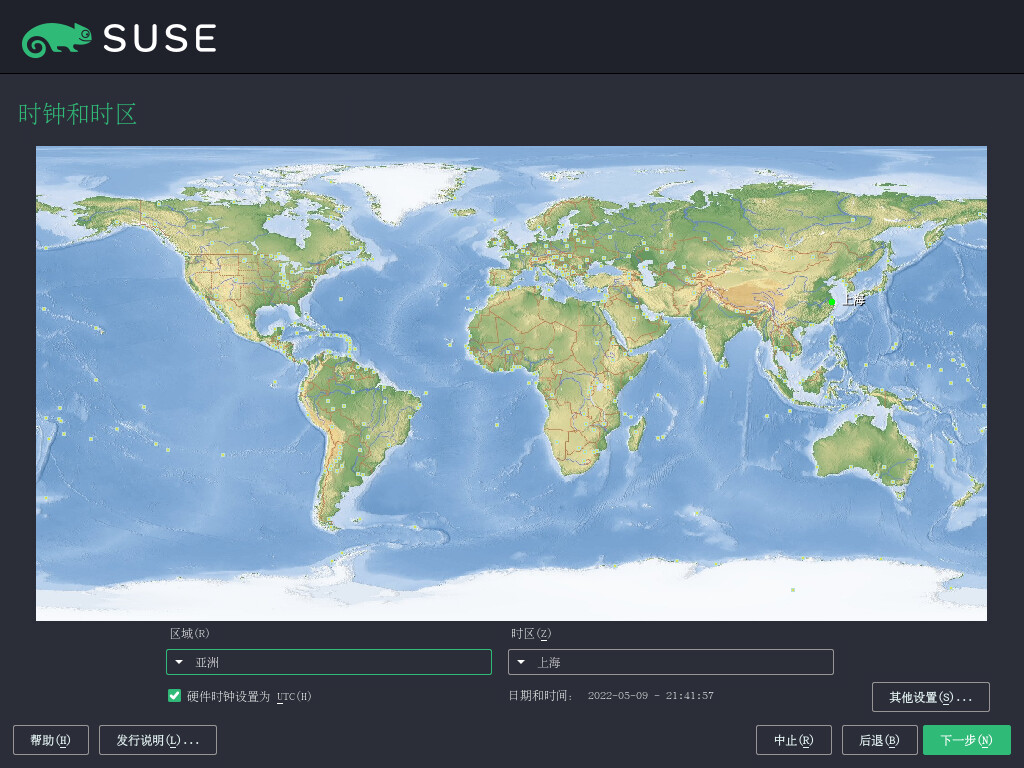 SUSE
时钟和时区
上海
区域(R)
时区(Z)
亚洲
上海
硬件时钟设置为 UTC(H)
日期和时间: 2022-05-09 - 21:41:57
其他设置(S)...
帮助(H)
发行说明(L)...
中止(R)
后退(B)
下一步(N)